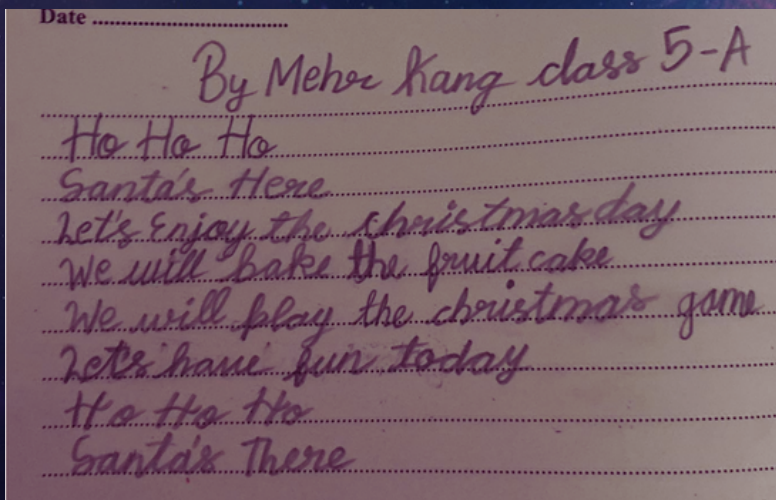 Date ........................................
By Mehr Kang class 5-A
Ho Ho Ho
Santa's Here
Let's Enjoy the christmas day
We will bake the fruit cake
We will play the christmas game
Let's have fun today
Ho Ho Ho
Santa's There